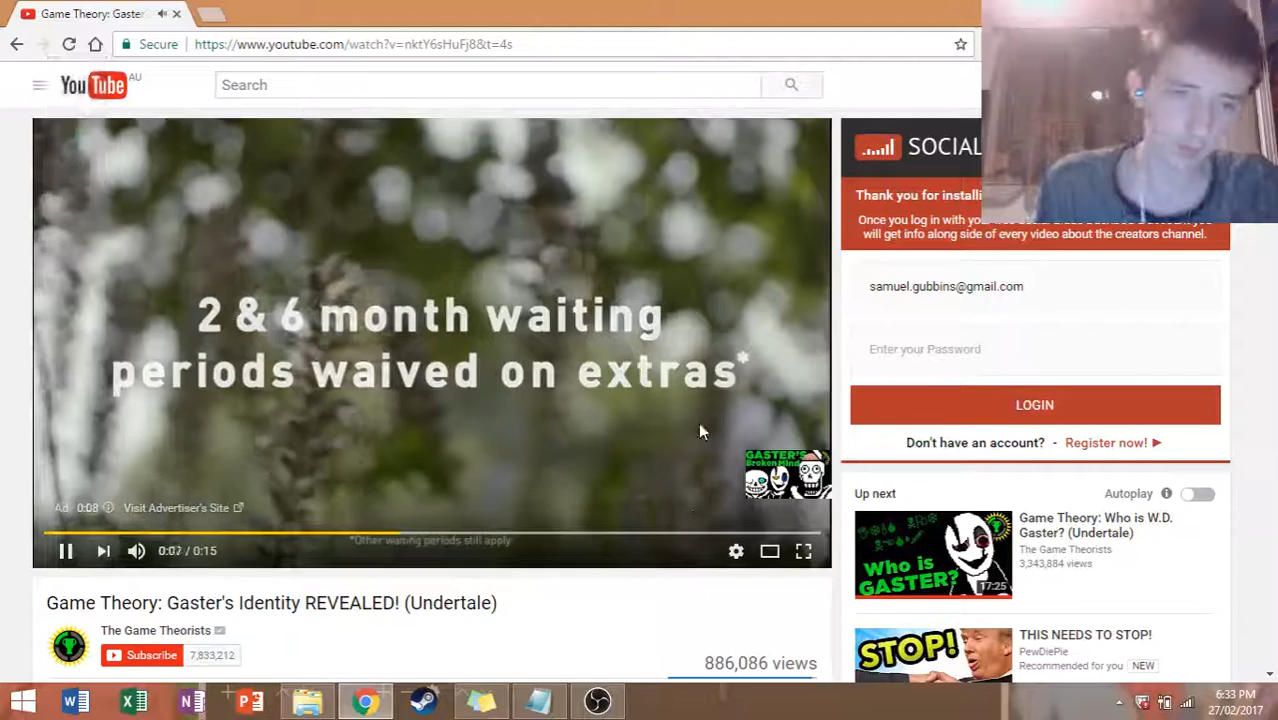 Game Theory: Gaster
Secure
https://www.youtube.com/watch?v=nktY6sHuFj8&t=4s
YouTube AU
Search
2 & 6 month waiting
periods waived on extras*
GASTER'S
Broken Mind
Ad 0:08
Visit Advertiser's Site
*Other waiting periods still apply
0:07 / 0:15
Game Theory: Gaster's Identity REVEALED! (Undertale)
The Game Theorists
Subscribe 7,833,212
886,086 views
SOCIAL
Thank you for install
Once you log in with your
will get info along side of every video about the creators channel.
samuel.gubbins@gmail.com
Enter your Password
LOGIN
Don't have an account? - Register now!
Up next
Autoplay
Who is
GASTER?
17:25
Game Theory: Who is W.D.
Gaster? (Undertale)
The Game Theorists
3,343,884 views
STOP!
THIS NEEDS TO STOP!
PewDiePie
Recommended for you NEW
6:33 PM
27/02/2017